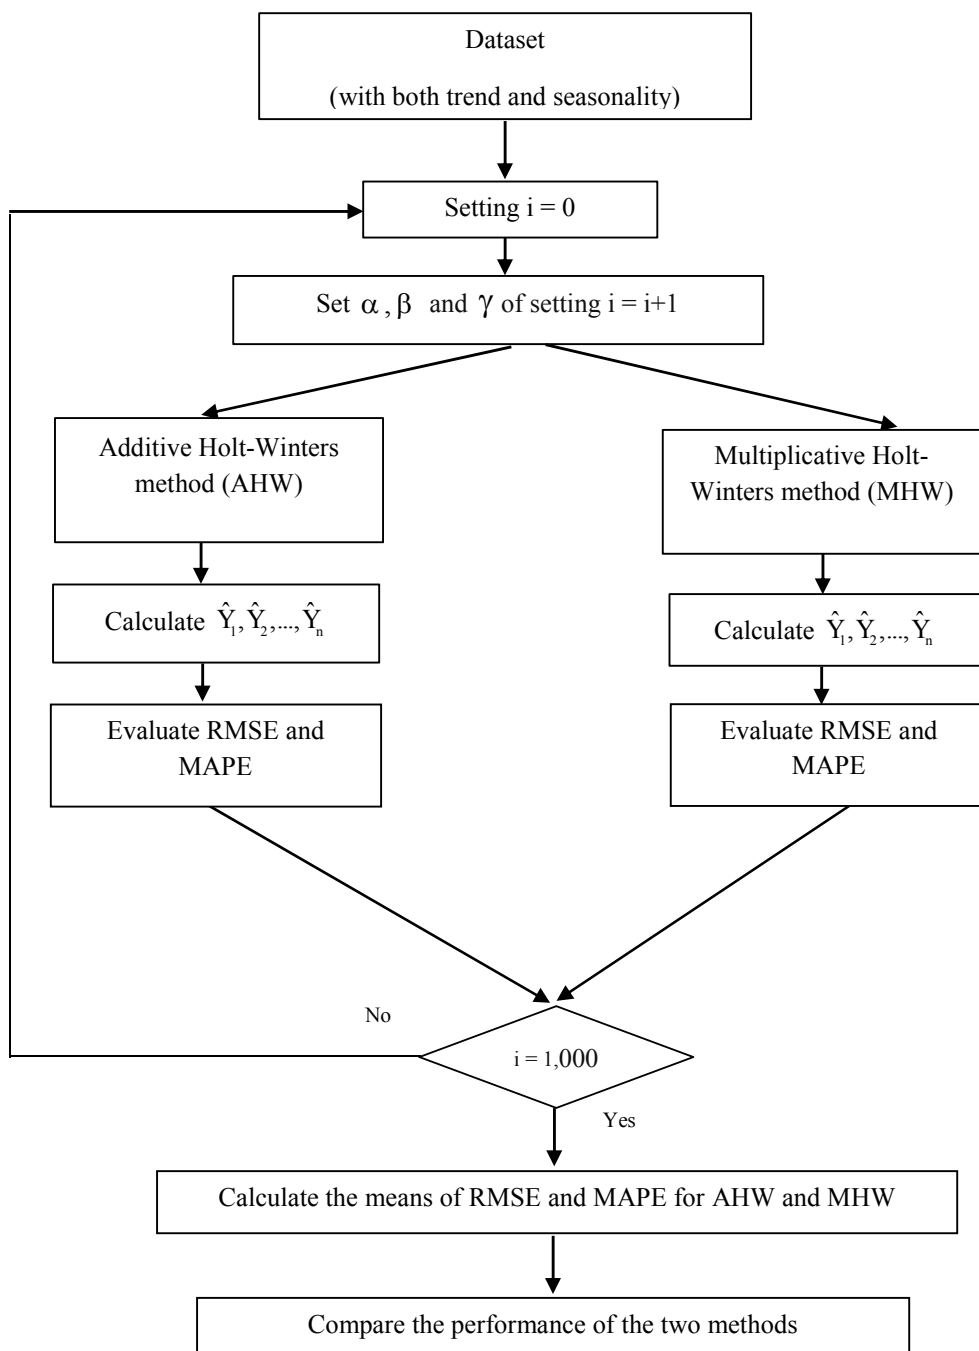 Dataset
(with both trend and seasonality)
Setting i = 0
Set α , β and γ of setting i = i+1
Additive Holt-Winters
method (AHW)
Calculate Ŷ₁, Ŷ₂,..., Ŷₙ
Evaluate RMSE and
MAPE
Multiplicative Holt-
Winters method (MHW)
Calculate Ŷ₁, Ŷ₂,..., Ŷₙ
Evaluate RMSE and
MAPE
No
i = 1,000
Yes
Calculate the means of RMSE and MAPE for AHW and MHW
Compare the performance of the two methods